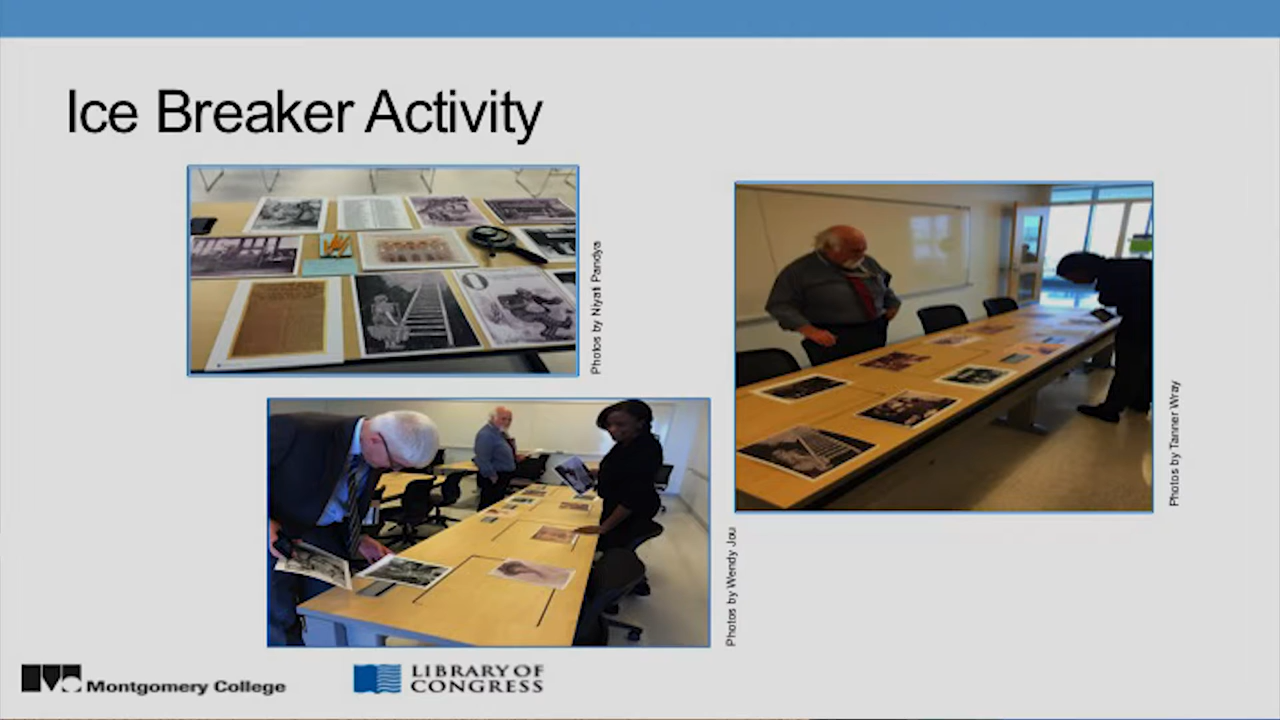 Ice Breaker Activity
Photos by Niyati Pandya
Photos by Tanner Wray
Photos by Wendy Jou
Montgomery College
LIBRARY OF
CONGRESS